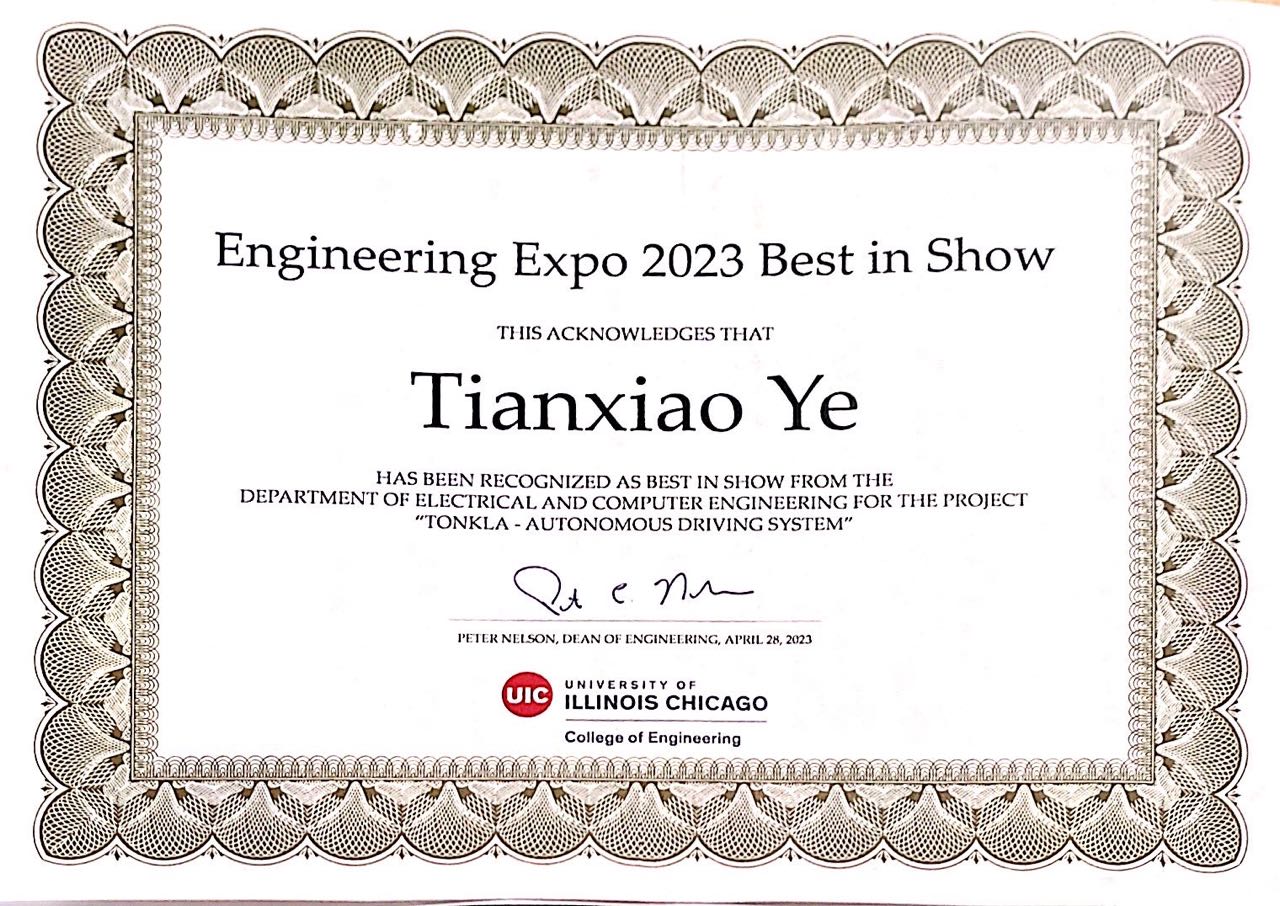 Engineering Expo 2023 Best in Show
THIS ACKNOWLEDGES THAT
Tianxiao Ye
HAS BEEN RECOGNIZED AS BEST IN SHOW FROM THE
DEPARTMENT OF ELECTRICAL AND COMPUTER ENGINEERING FOR THE PROJECT
"TONKLA - AUTONOMOUS DRIVING SYSTEM"
PETER NELSON, DEAN OF ENGINEERING, APRIL 28, 2023
UIC
UNIVERSITY OF
ILLINOIS CHICAGO
College of Engineering